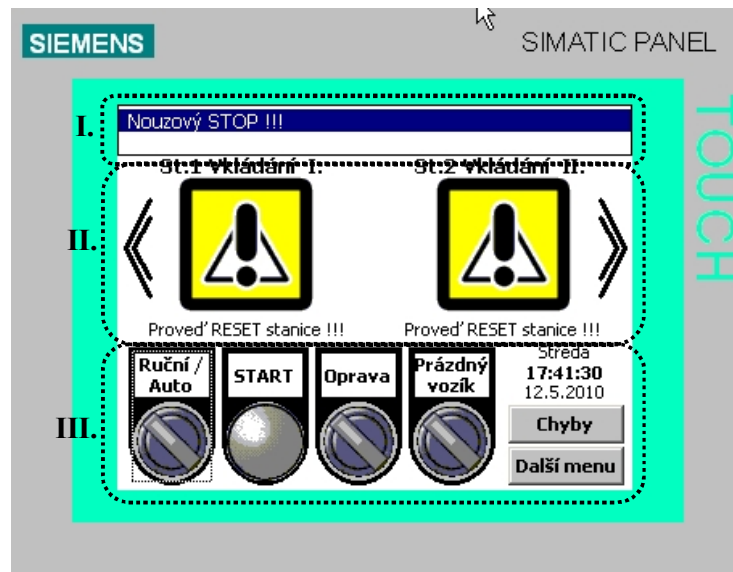 SIEMENS
SIMATIC PANEL
TOUCH
I.
Nouzový STOP !!!
St.1 Vkládání I.
St.2 Vkládání II.
II.
Proveď RESET stanice !!!
Proveď RESET stanice !!!
III.
Ruční /
Auto
START
Oprava
Prázdný
vozík
Středa
17:41:30
12.5.2010
Chyby
Další menu